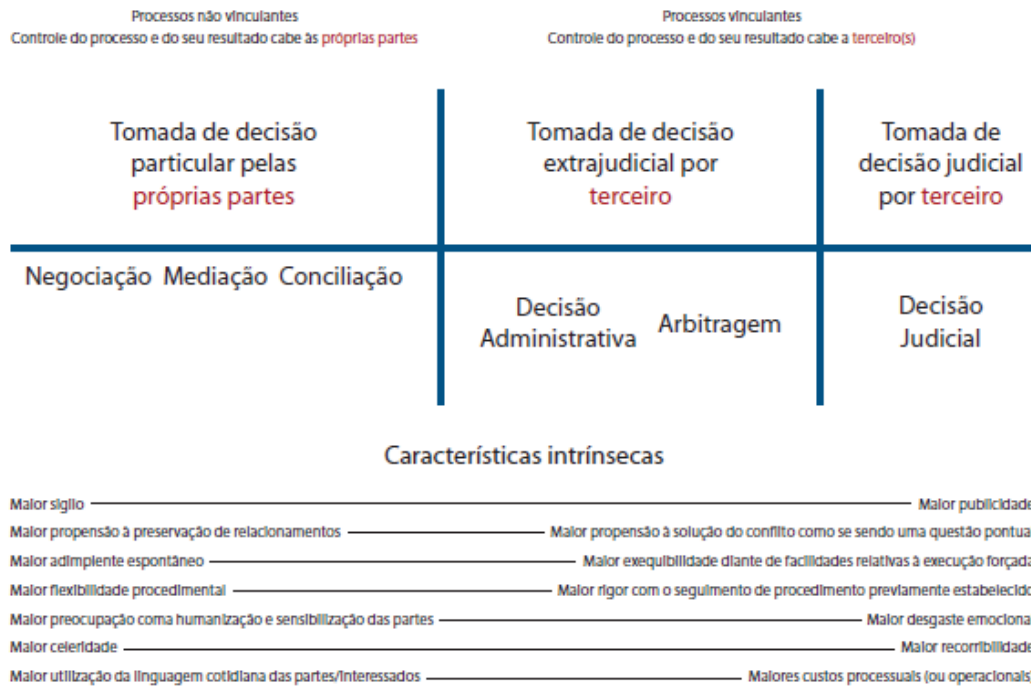 Processos não vinculantes
Controle do processo e do seu resultado cabe às próprias partes
Processos vinculantes
Controle do processo e do seu resultado cabe a terceiro(s)
Tomada de decisão
particular pelas
próprias partes
Tomada de decisão
extrajudicial por
terceiro
Tomada de
decisão judicial
por terceiro
Negociação Mediação Conciliação
Decisão
Administrativa
Arbitragem
Decisão
Judicial
Características intrínsecas
Maior sigilo Maior publicidade
Maior propensão à preservação de relacionamentos Maior propensão à solução do conflito como se sendo uma questão pontua
Maior adimplente espontâneo Maior exequibilidade diante de facilidades relativas à execução forçada
Maior flexibilidade procedimental Maior rigor com o seguimento de procedimento previamente estabelecido
Maior preocupação coma humanização e sensibilização das partes Maior desgaste emociona
Maior celeridade Maior recorribilidade
Maior utilização da linguagem cotidiana das partes/interessados Maiores custos processuais (ou operacionais